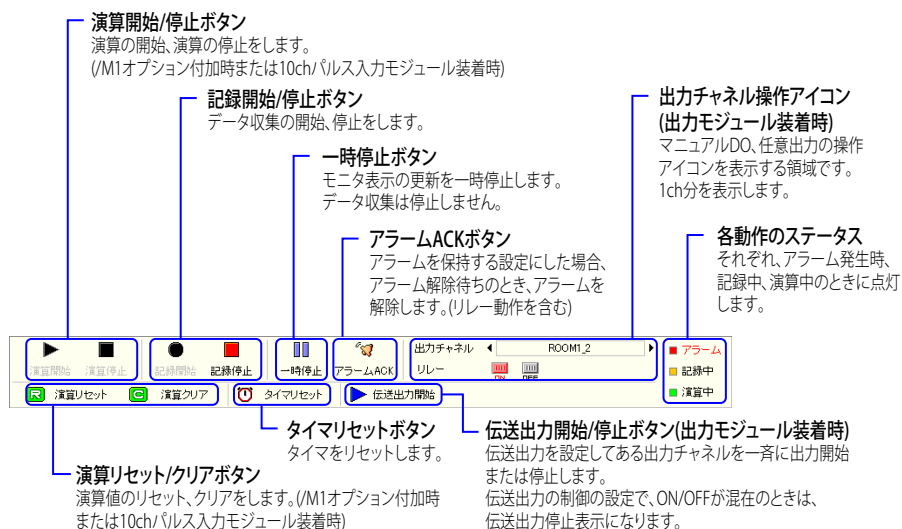 演算開始/停止ボタン
演算の開始、演算の停止をします。
(/M1オプション付加時または10chパルス入力モジュール装着時)
記録開始/停止ボタン
データ収集の開始、停止をします。
一時停止ボタン
モニタ表示の更新を一時停止します。
データ収集は停止しません。
アラームACKボタン
アラームを保持する設定にした場合、
アラーム解除待ちのとき、アラームを
解除します。(リレー動作を含む)
出力チャネル操作アイコン
(出力モジュール装着時)
マニュアルDO、任意出力の操作
アイコンを表示する領域です。
1ch分を表示します。
各動作のステータス
それぞれ、アラーム発生時、
記録中、演算中のときに点灯
します。
演算開始 演算停止 記録開始 記録停止 一時停止 アラームACK
出力チャネル ROOM1_2
リレー ON OFF
アラーム
記録中
演算中
R 演算リセット C 演算クリア タイマリセット 伝送出力開始
タイマリセットボタン
タイマをリセットします。
伝送出力開始/停止ボタン(出力モジュール装着時)
伝送出力を設定してある出力チャネルを一斉に出力開始
または停止します。
伝送出力の制御の設定で、ON/OFFが混在のときは、
伝送出力停止表示になります。
演算リセット/クリアボタン
演算値のリセット、クリアをします。(/M1オプション付加時
または10chパルス入力モジュール装着時)